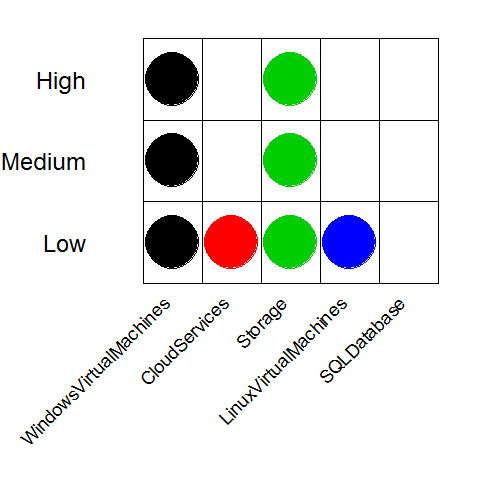 High
Medium
Low
WindowsVirtualMachines
CloudServices
Storage
LinuxVirtualMachines
SQLDatabase